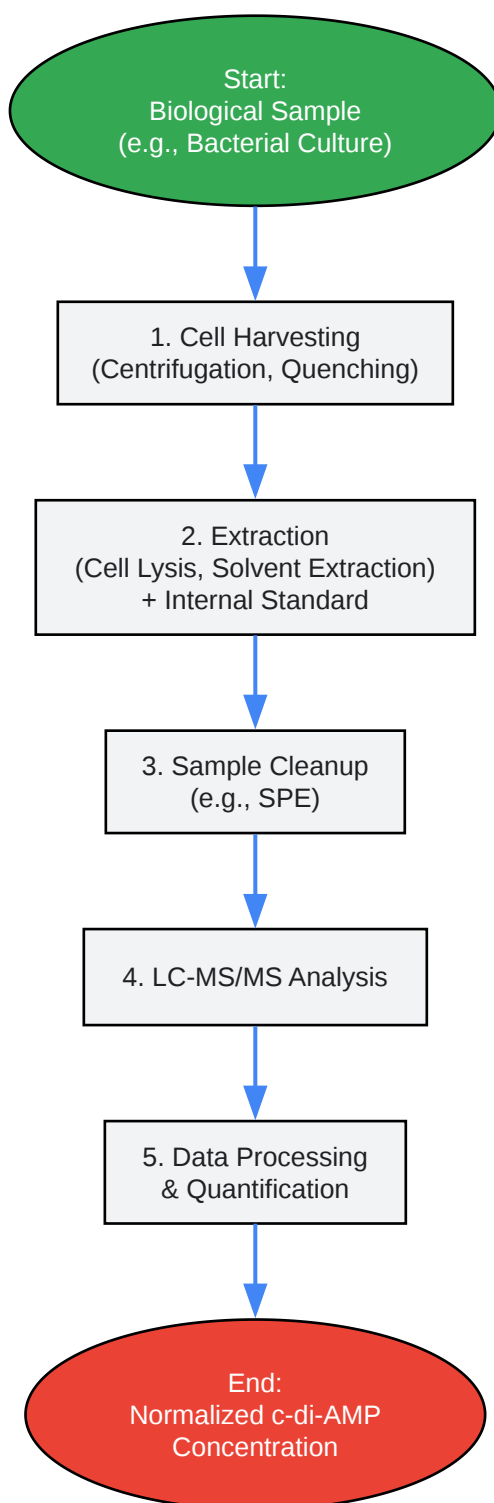 Start:
Biological Sample
(e.g., Bacterial Culture)
1. Cell Harvesting
(Centrifugation, Quenching)
2. Extraction
(Cell Lysis, Solvent Extraction)
+ Internal Standard
3. Sample Cleanup
(e.g., SPE)
4. LC-MS/MS Analysis
5. Data Processing
& Quantification
End:
Normalized c-di-AMP
Concentration